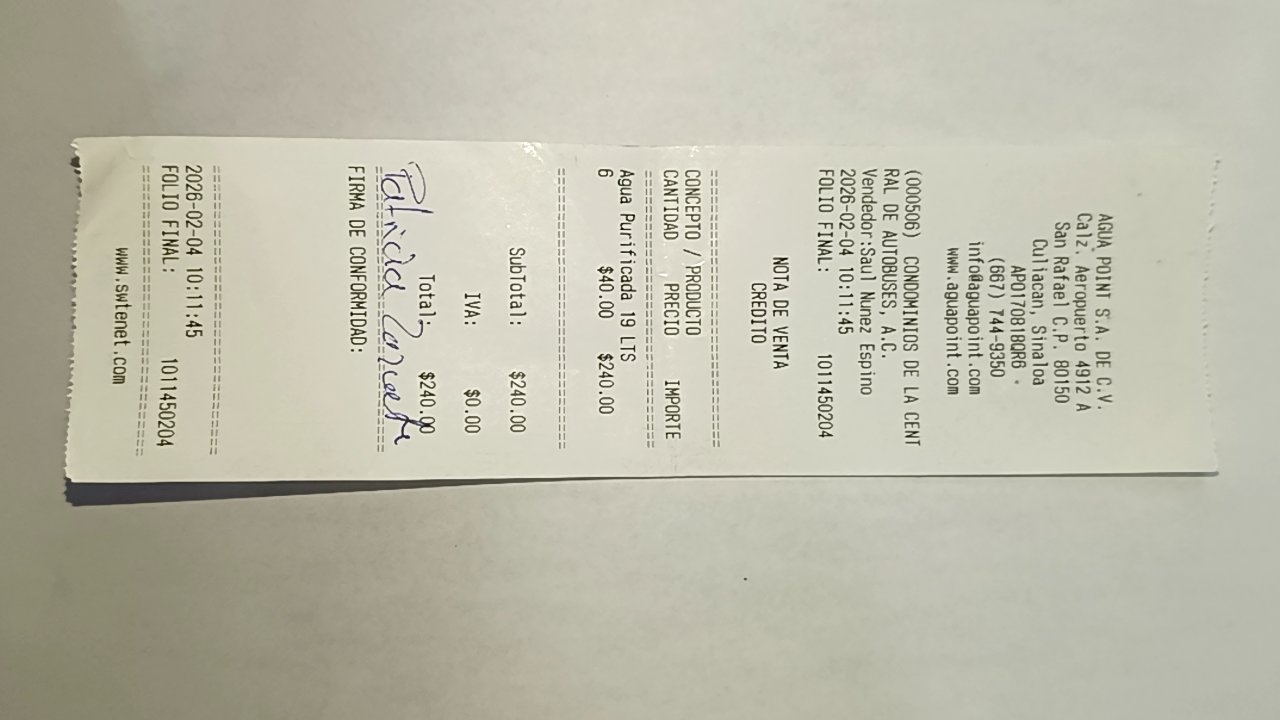 AGUA POINT S.A. DE C.V.
Calz. Aeropuerto 4912 A
San Rafael C.P. 80150
Culiacan, Sinaloa
APO170818QR6
(667) 744-9350
info@aguapoint.com
www.aguapoint.com
(000506) CONDOMINIOS DE LA CENT
RAL DE AUTOBUSES, A.C.
Vendedor:Saul Nunez Espino
2026-02-04 10:11:45
FOLIO FINAL: 1011450204
NOTA DE VENTA
CREDITO
CONCEPTO / PRODUCTO
CANTIDAD PRECIO IMPORTE
Agua Purificada 19 LTS
6 $40.00 $240.00
SubTotal: $240.00
IVA: $0.00
Total: $240.00
Patricia
FIRMA DE CONFORMIDAD:
2026-02-04 10:11:45
FOLIO FINAL: 1011450204
www.swtenet.com